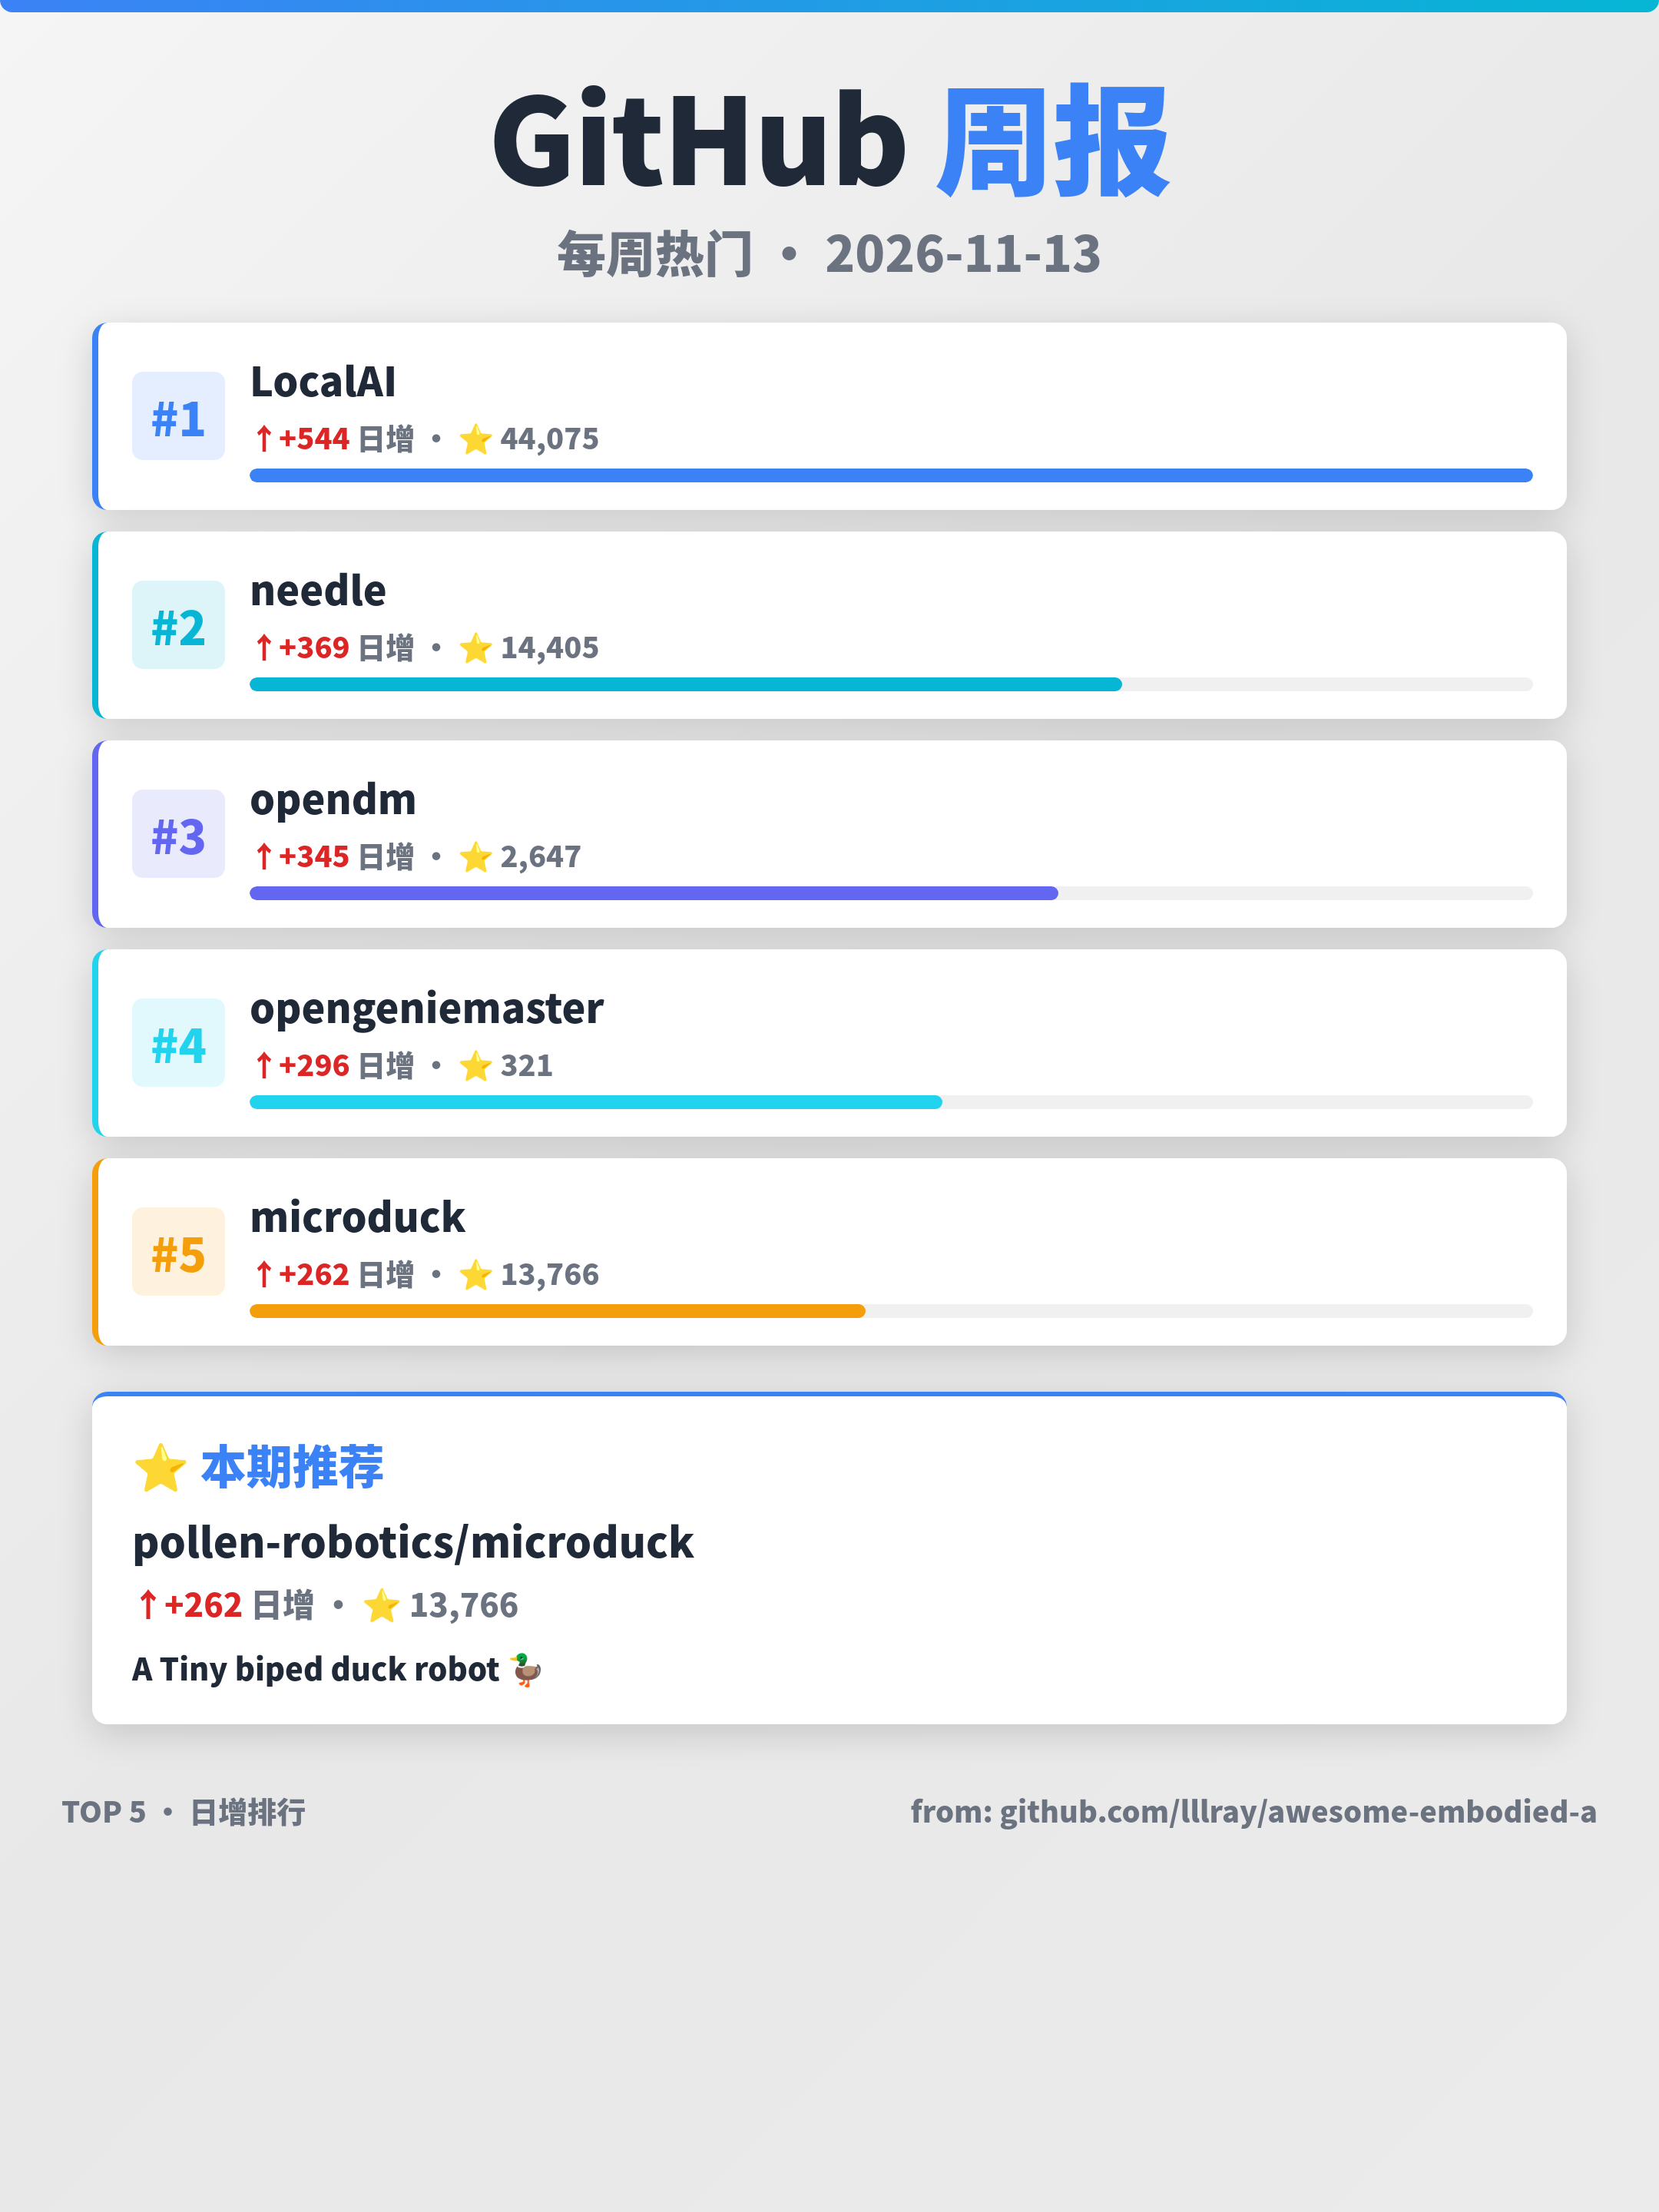 GitHub 周报
每周热门 • 2026-11-13
#1
LocalAI
↑+544 日增 • ⭐ 44,075
#2
needle
↑+369 日增 • ⭐ 14,405
#3
opendm
↑+345 日增 • ⭐ 2,647
#4
opengeniemaster
↑+296 日增 • ⭐ 321
#5
microduck
↑+262 日增 • ⭐ 13,766
⭐ 本期推荐
pollen-robotics/microduck
↑+262 日增 • ⭐ 13,766
A Tiny biped duck robot 🦆
TOP 5 • 日增排行
from: github.com/lllray/awesome-embodied-a